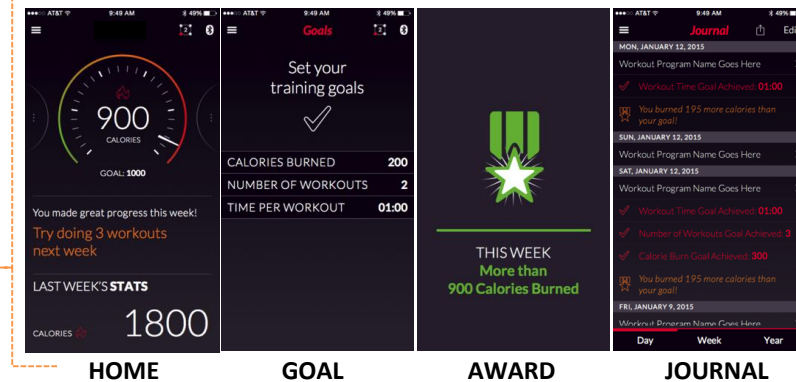 AT&T 9:49 AM 49%
900
CALORIES
GOAL: 1000
You made great progress this week!
Try doing 3 workouts
next week
LAST WEEK'S STATS
CALORIES 1800
HOME
AT&T 9:49 AM 49%
Goals
Set your
training goals
CALORIES BURNED 200
NUMBER OF WORKOUTS 2
TIME PER WORKOUT 01:00
GOAL
THIS WEEK
More than
900 Calories Burned
AWARD
AT&T 9:49 AM 49%
Journal Edi
MON, JANUARY 12, 2015
Workout Program Name Goes Here
Workout Time Goal Achieved: 01:00
You burned 195 more calories than
your goal!
SUN, JANUARY 12, 2015
Workout Program Name Goes Here
SAT, JANUARY 12, 2015
Workout Program Name Goes Here
Workout Time Goal Achieved: 01:00
Number of Workouts Goal Achieved: 3
Calorie Burn Goal Achieved: 300
You burned 195 more calories than
your goal!
FRI, JANUARY 9, 2015
Workout Program Name Goes Here
Day Week Year
JOURNAL